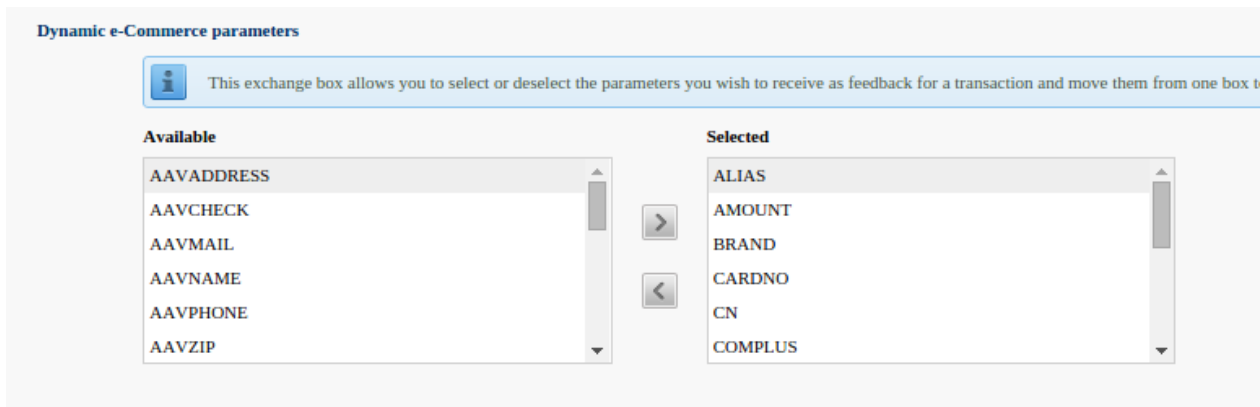 Dynamic e-Commerce parameters
This exchange box allows you to select or deselect the parameters you wish to receive as feedback for a transaction and move them from one box
Available
Selected
AAVADDRESS
AAVCHECK
AAVMAIL
AAVNAME
AAVPHONE
AAVZIP
ALIAS
AMOUNT
BRAND
CARDNO
CN
COMPLUS